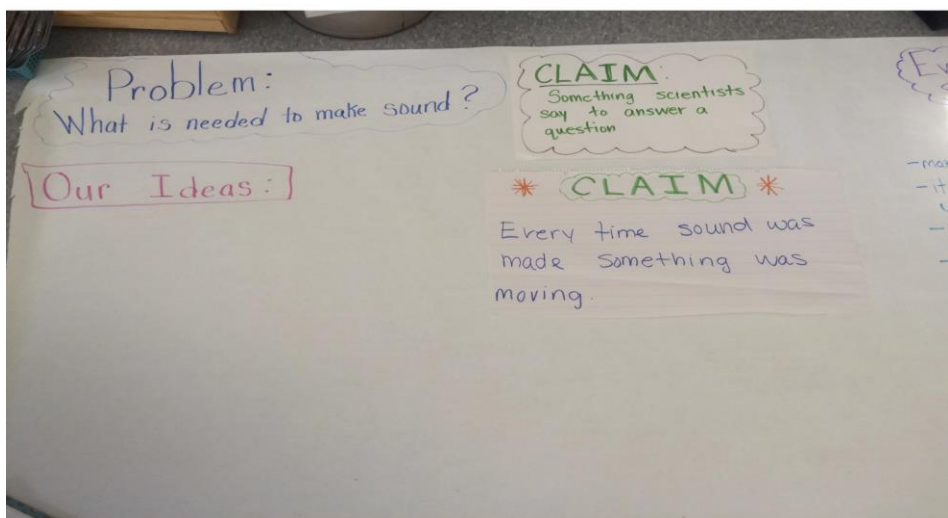 Problem:
What is needed to make sound?
Our Ideas:
CLAIM:
Something scientists
say to answer a
question
* CLAIM *
Every time sound was
made something was
moving.